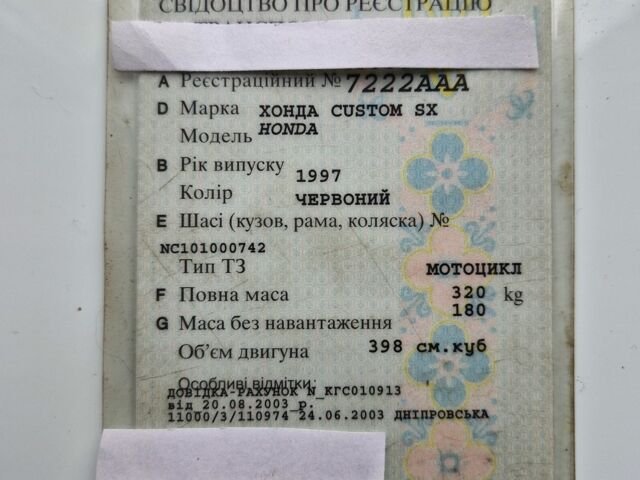 СВІДОЦТВО ПРО РЕЄСТРАЦІЮ
A Реєстраційний № 7222AAA
D Марка ХОНДА CUSTOM SX
Модель HONDA
B Рік випуску 1997
Колір ЧЕРВОНИЙ
E Шасі (кузов, рама, коляска) №
NC101000742
Тип ТЗ МОТОЦИКЛ
F Повна маса 320 kg
G Маса без навантаження 180
Об'єм двигуна 398 см.куб
Особливі відмітки:
ДОВІДКА-РАХУНОК N_КГС010913
від 20.08.2003 р.
11000/3/110974 24.06.2003 ДНІПРОВСЬКА